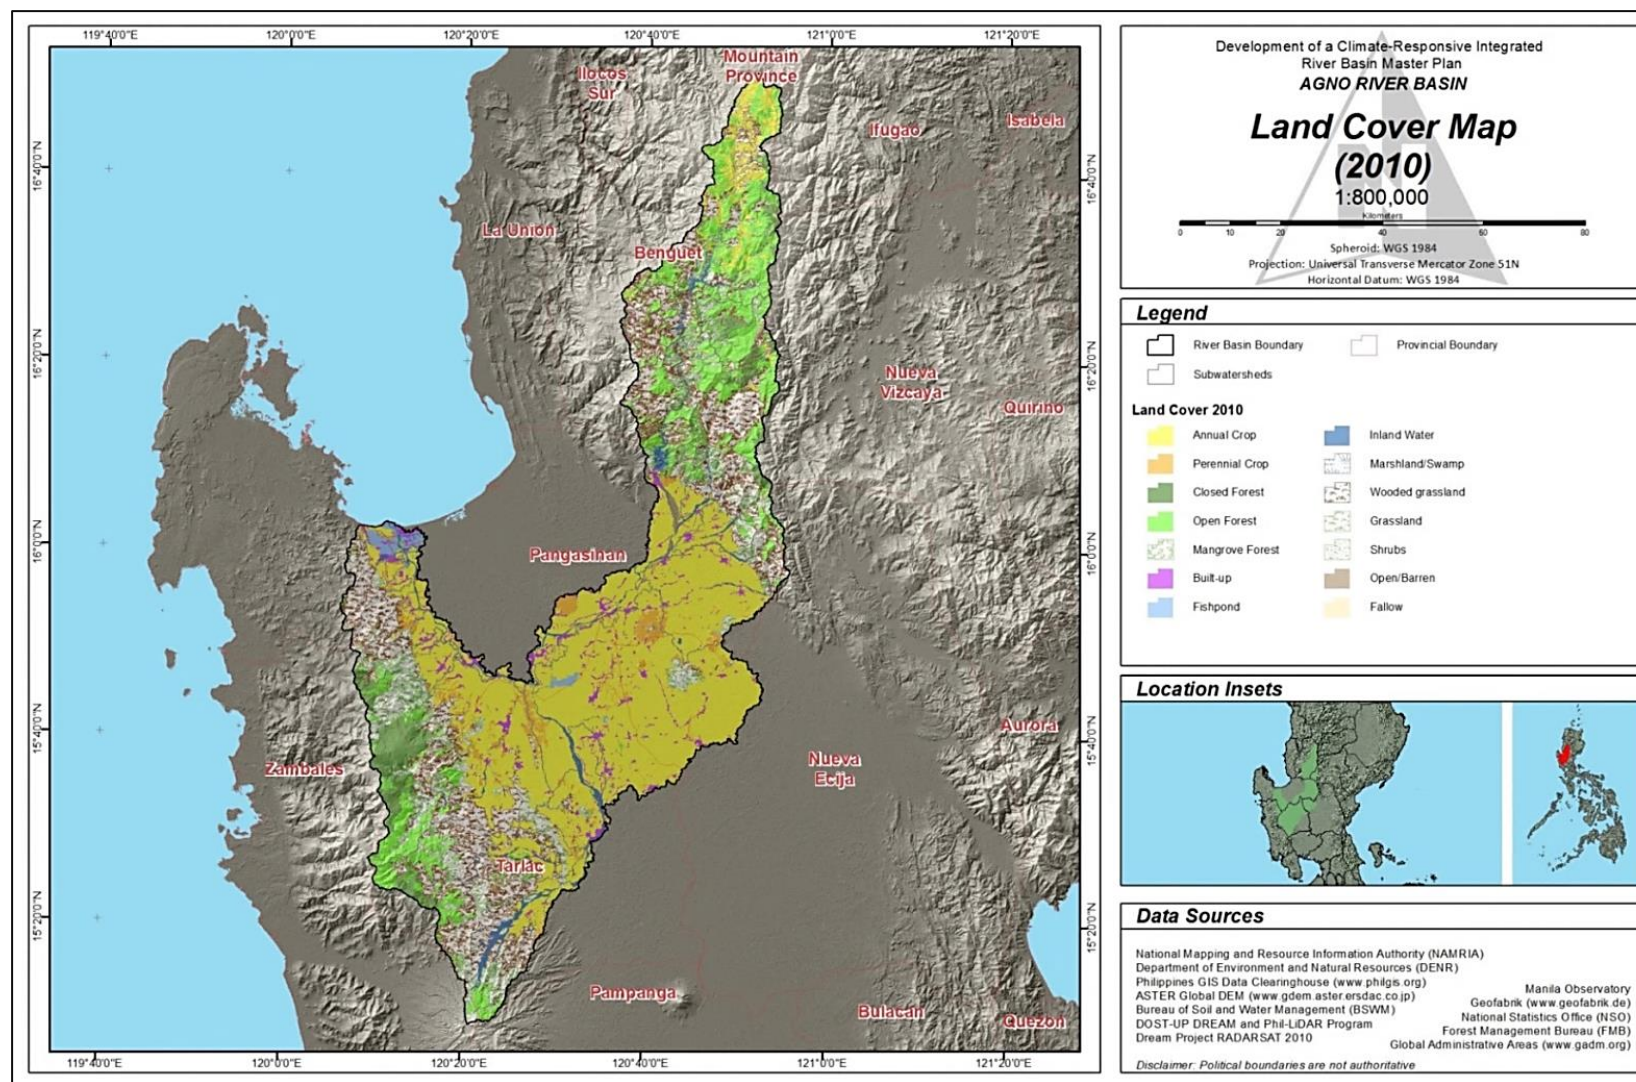 119°40'0"E 120°0'0"E 120°20'0"E 120°40'0"E 121°0'0"E 121°20'0"E
16°40'0"N
16°20'0"N
16°0'0"N
15°40'0"N
15°20'0"N
Mountain
Province
Ilocos
Sur
Ifugao
Isabela
La Union
Benguet
Nueva
Vizcaya
Quirino
Pangasinan
Zambales
Aurora
Nueva
Ecija
Tarlac
Pampanga
Bulacan
Quezon
16°40'0"N
16°20'0"N
16°0'0"N
15°40'0"N
15°20'0"N
119°40'0"E 120°0'0"E 120°20'0"E 120°40'0"E 121°0'0"E 121°20'0"E
Development of a Climate-Responsive Integrated
River Basin Master Plan
AGNO RIVER BASIN
Land Cover Map
(2010)
1:800,000
Kilometers
0 10 20 40 60 80
Spheroid: WGS 1984
Projection: Universal Transverse Mercator Zone 51N
Horizontal Datum: WGS 1984
Legend
River Basin Boundary Provincial Boundary
Subwatersheds
Land Cover 2010
Annual Crop Inland Water
Perennial Crop Marshland/Swamp
Closed Forest Wooded grassland
Open Forest Grassland
Mangrove Forest Shrubs
Built-up Open/Barren
Fishpond Fallow
Location Insets
Data Sources
National Mapping and Resource Information Authority (NAMRIA)
Department of Environment and Natural Resources (DENR)
Philippines GIS Data Clearinghouse (www.philgis.org)
ASTER Global DEM (www.gdem.aster.ersdac.co.jp)
Bureau of Soil and Water Management (BSWM)
DOST-UP DREAM and Phil-LiDAR Program
Dream Project RADARSAT 2010
Manila Observatory
Geofabrik (www.geofabrik.de)
National Statistics Office (NSO)
Forest Management Bureau (FMB)
Global Administrative Areas (www.gadm.org)
Disclaimer: Political boundaries are not authoritative